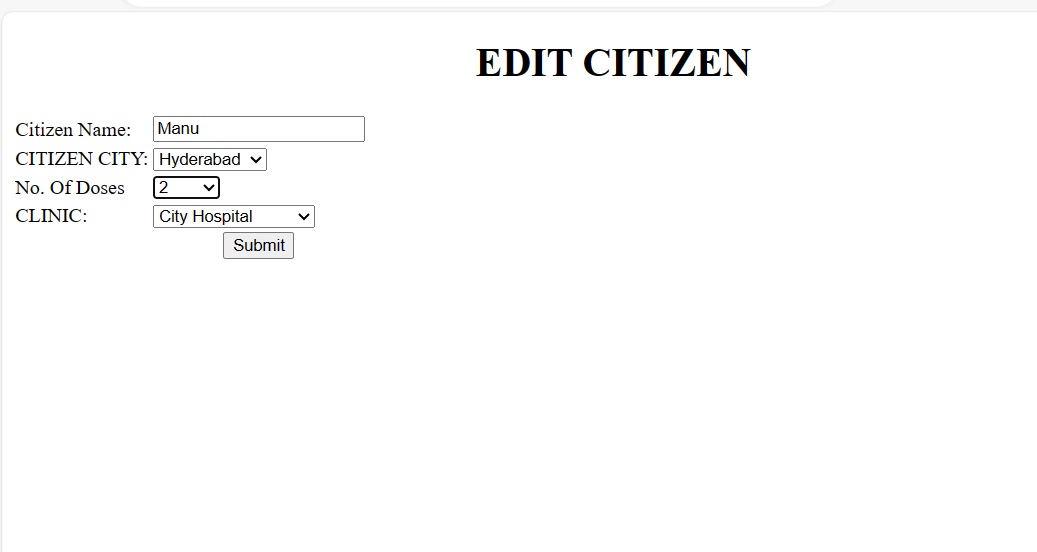 EDIT CITIZEN
Citizen Name: Manu
CITIZEN CITY: Hyderabad
No. Of Doses 2
CLINIC: City Hospital
Submit